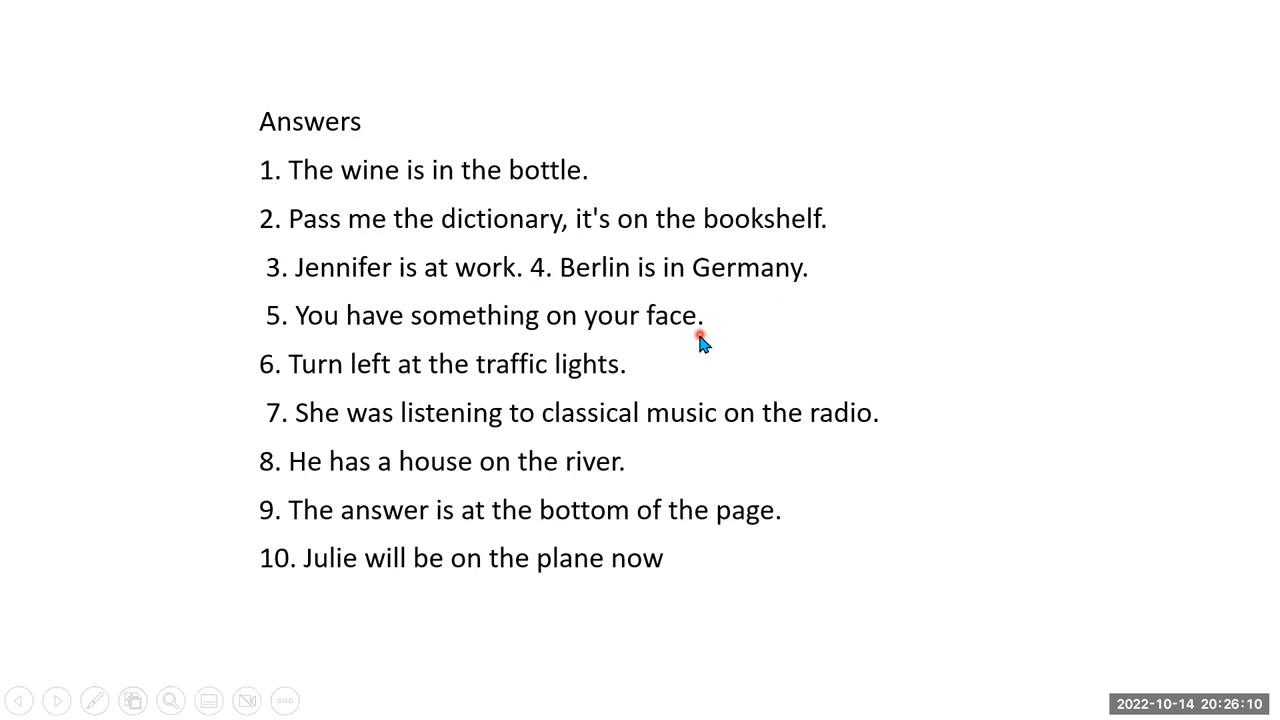 Answers
1. The wine is in the bottle.
2. Pass me the dictionary, it's on the bookshelf.
3. Jennifer is at work. 4. Berlin is in Germany.
5. You have something on your face.
6. Turn left at the traffic lights.
7. She was listening to classical music on the radio.
8. He has a house on the river.
9. The answer is at the bottom of the page.
10. Julie will be on the plane now
2022-10-14 20:26:10